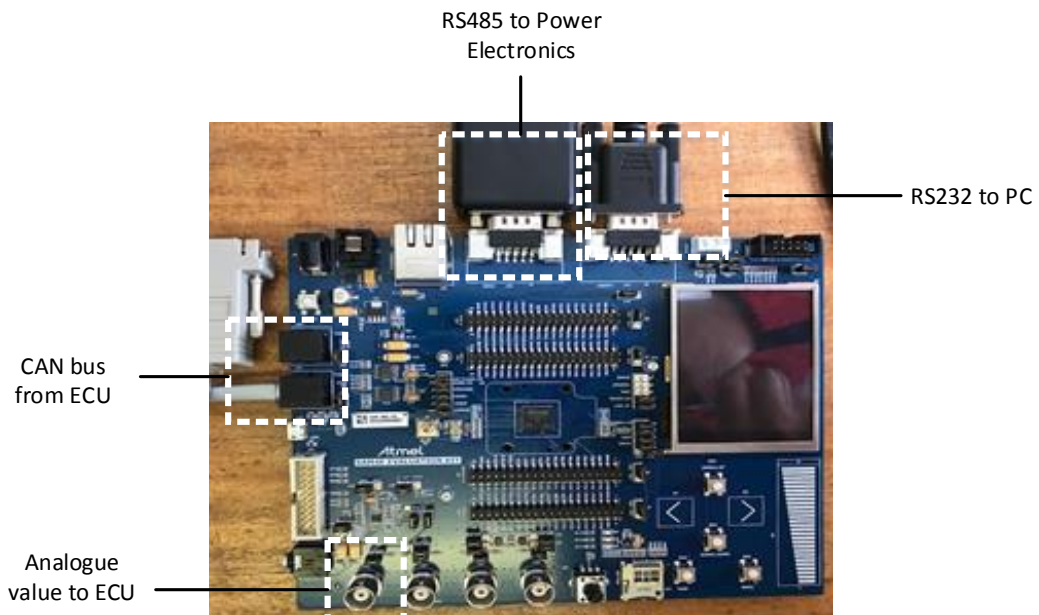 RS485 to Power
Electronics
RS232 to PC
CAN bus
from ECU
Atmel
Analogue
value to ECU